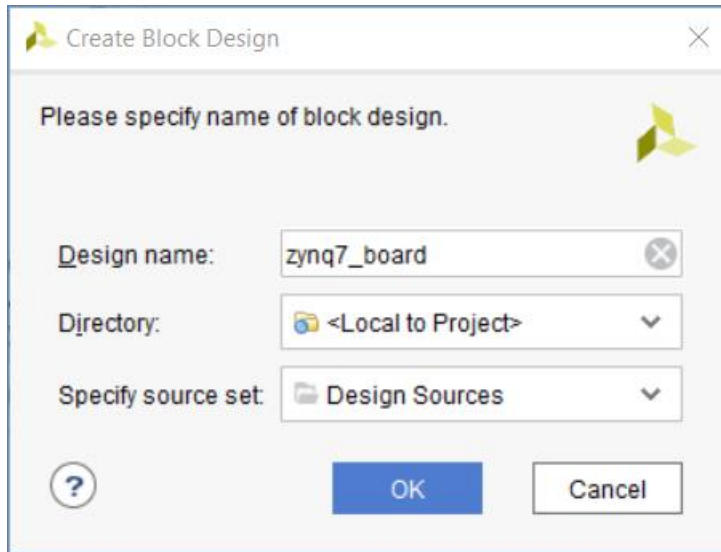 Create Block Design
Please specify name of block design.
Design name: zynq7_board
Directory: <Local to Project>
Specify source set: Design Sources
? OK Cancel